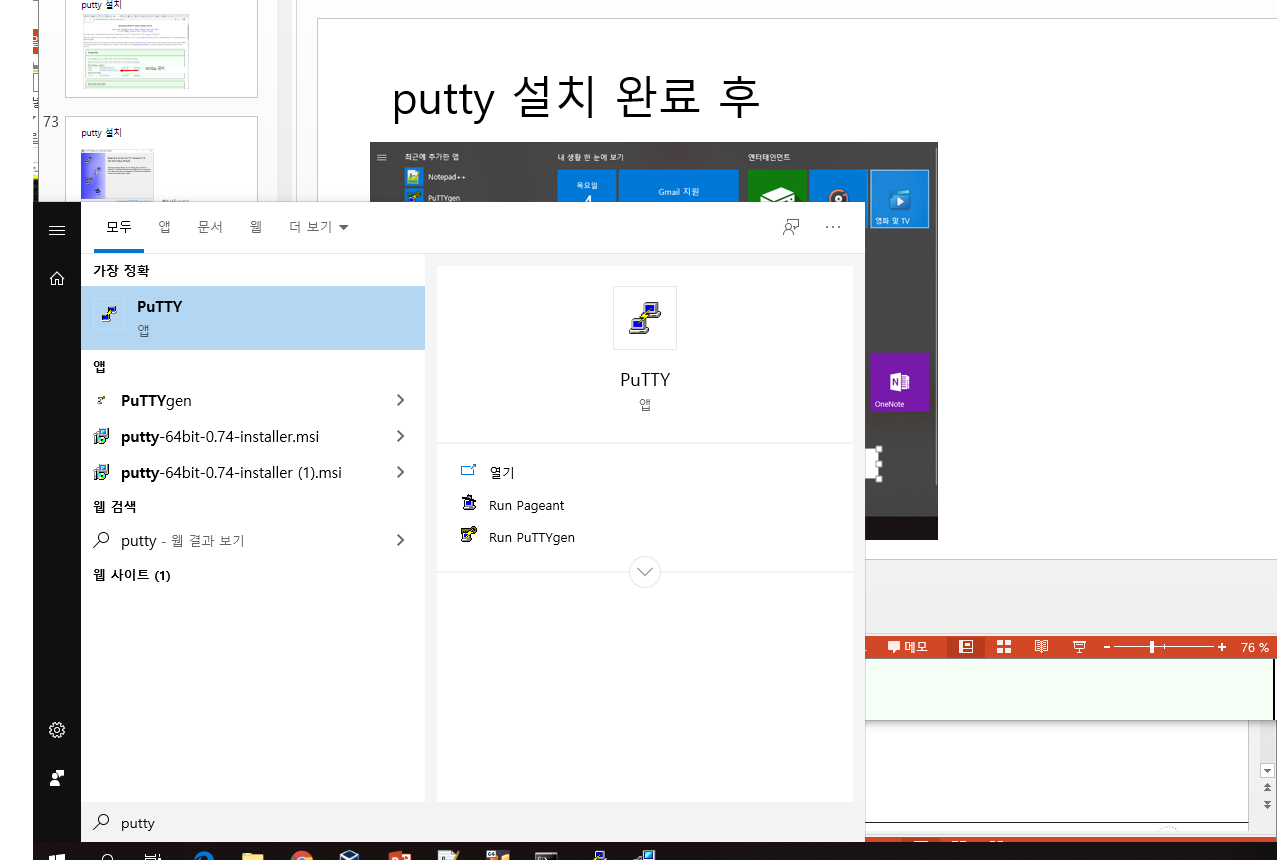 putty 설치
73
putty 설치
putty 설치 완료 후
최근에 추가한 앱
내 생활 한 눈에 보기
엔터테인먼트
Notepad++
PuTTYgen
목요일
4
Gmail 지원
영화 및 TV
OneNote
모두
앱
문서
웹
더 보기
가장 정확
PuTTY
앱
앱
PuTTYgen
putty-64bit-0.74-installer.msi
putty-64bit-0.74-installer (1).msi
웹 검색
putty - 웹 결과 보기
웹 사이트 (1)
PuTTY
앱
열기
Run Pageant
Run PuTTYgen
메모
76 %
putty